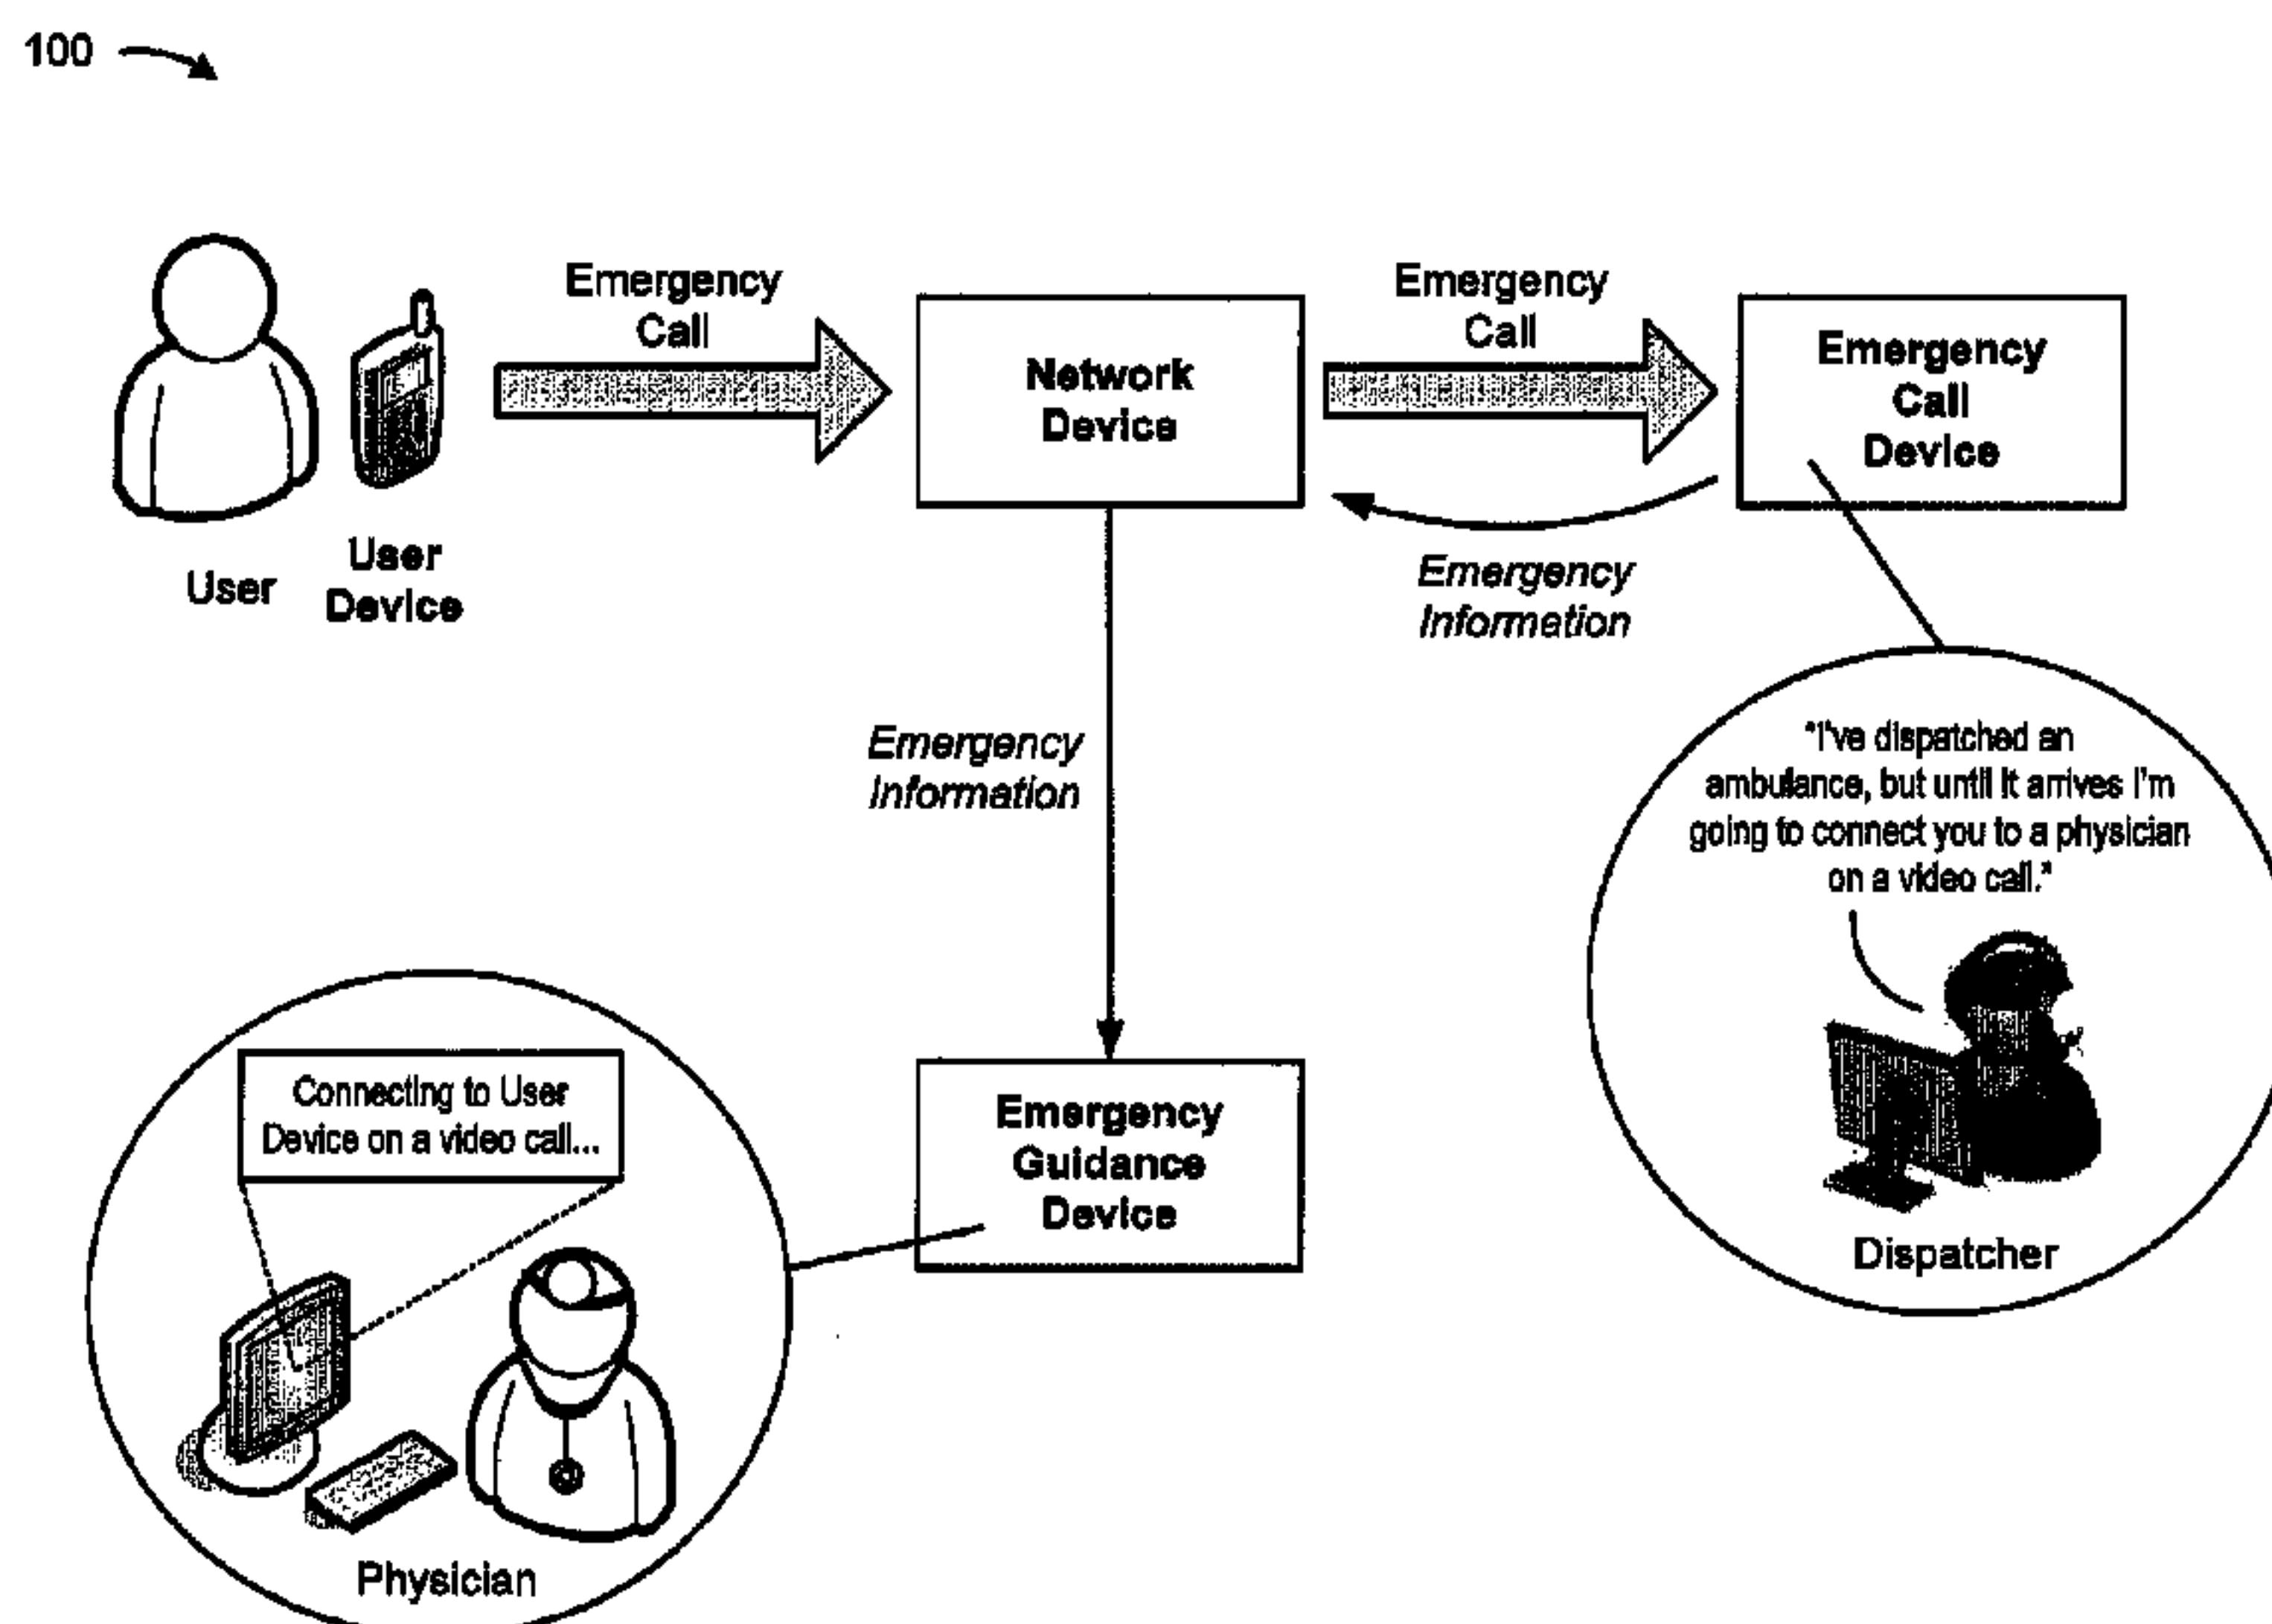 100
Emergency
Call
Emergency
Call
Network
Device
Emergency
Call
Device
User
User
Device
Emergency
Information
Emergency
Information
"I've dispatched an
ambulance, but until it arrives I'm
going to connect you to a physician
on a video call."
Dispatcher
Connecting to User
Device on a video call...
Emergency
Guidance
Device
Physician